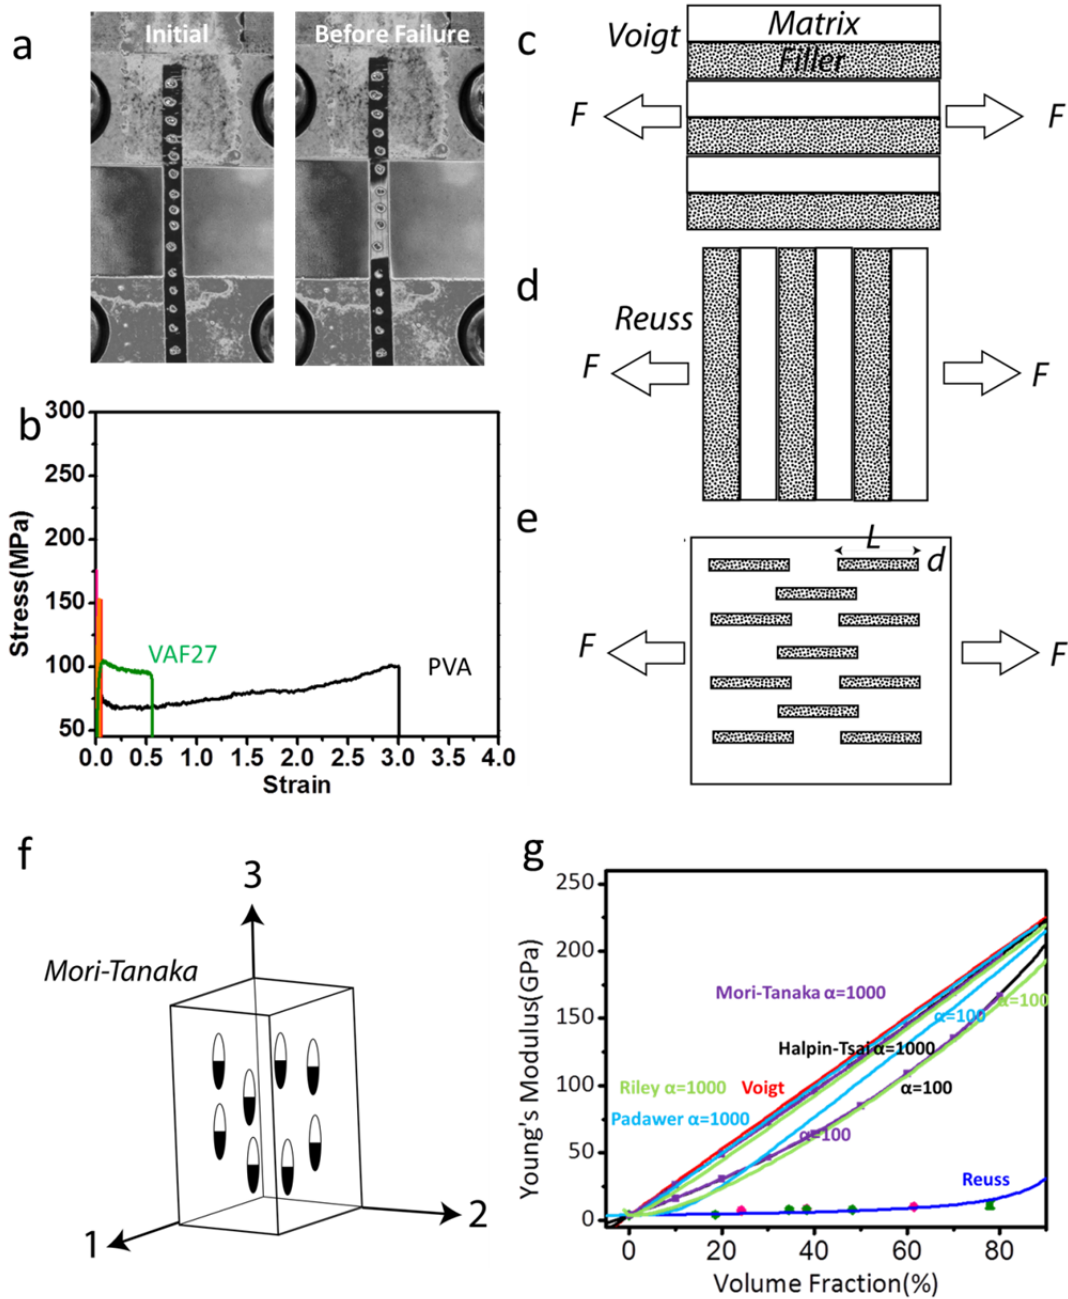 a
Initial
Before Failure
b
300
250
200
150
100
50
0.0 0.5 1.0 1.5 2.0 2.5 3.0 3.5 4.0
Stress(MPa)
Strain
VAF27
PVA
c
Voigt
Matrix
Filler
F
F
d
Reuss
F
F
e
L
d
F
F
f
3
Mori-Tanaka
1
2
g
250
200
150
100
50
0
0 20 40 60 80
Young's Modulus(GPa)
Volume Fraction(%)
Mori-Tanaka α=1000
α=100
α=100
Halpin-Tsai α=1000
Riley α=1000
Voigt
α=100
Padawer α=1000
α=100
Reuss